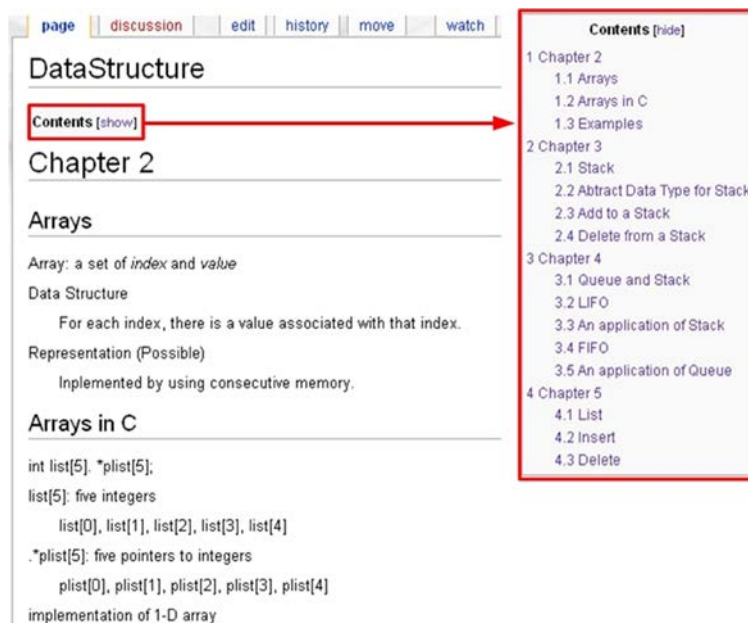 page discussion edit history move watch
DataStructure
Contents [show]
Chapter 2
Arrays
Array: a set of index and value
Data Structure
For each index, there is a value associated with that index.
Representation (Possible)
Inplemented by using consecutive memory.
Arrays in C
int list[5]. *plist[5];
list[5]: five integers
list[0], list[1], list[2], list[3], list[4]
.*plist[5]: five pointers to integers
plist[0], plist[1], plist[2], plist[3], plist[4]
implementation of 1-D array
Contents [hide]
1 Chapter 2
1.1 Arrays
1.2 Arrays in C
1.3 Examples
2 Chapter 3
2.1 Stack
2.2 Abtract Data Type for Stack
2.3 Add to a Stack
2.4 Delete from a Stack
3 Chapter 4
3.1 Queue and Stack
3.2 LIFO
3.3 An application of Stack
3.4 FIFO
3.5 An application of Queue
4 Chapter 5
4.1 List
4.2 Insert
4.3 Delete